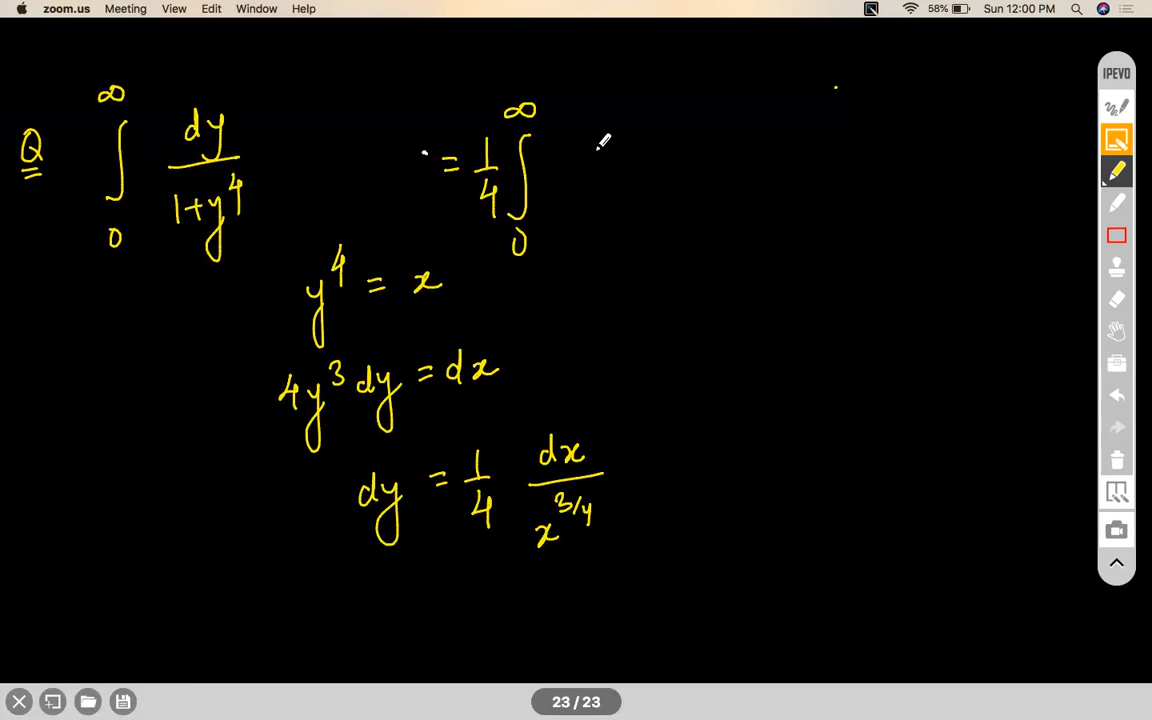 zoom.us Meeting View Edit Window Help 58% Sun 12:00 PM
IPEVO
Q ∫₀^∞ dy/(1+y⁴) = 1/4 ∫₀^∞
y⁴ = x
4y³ dy = dx
dy = 1/4 dx/x^(3/4)
23 / 23